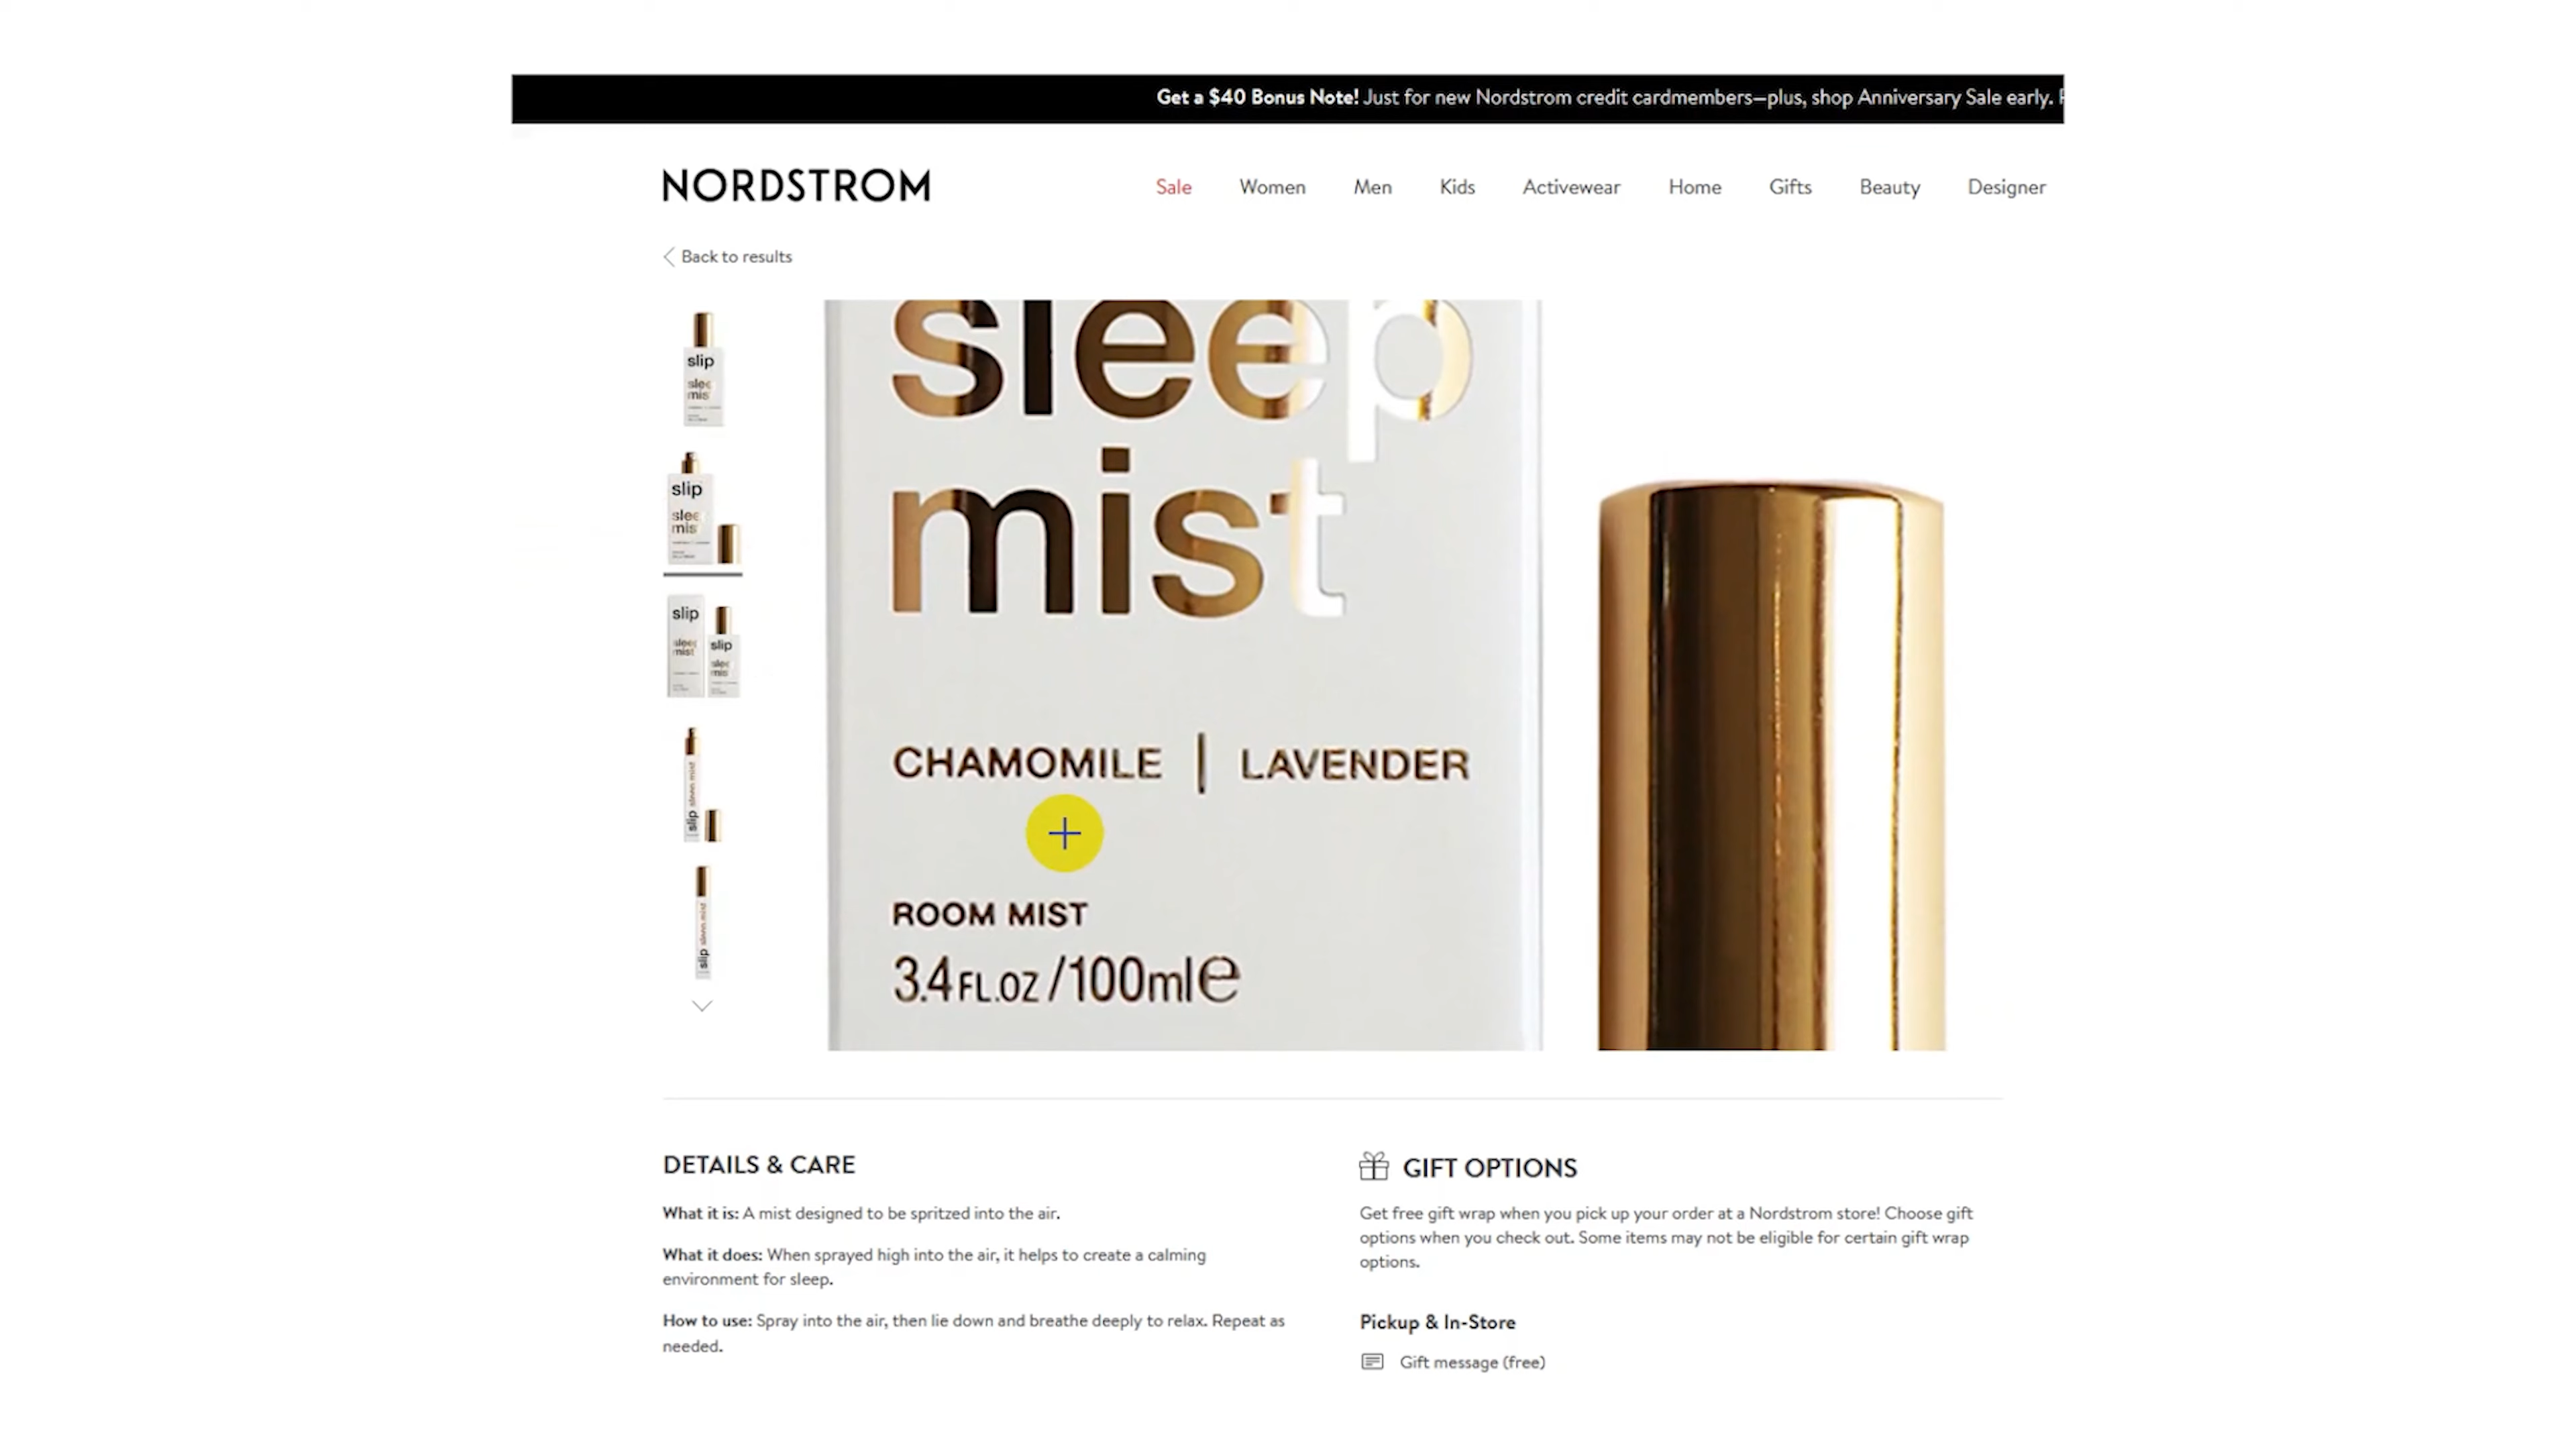 Get a $40 Bonus Note! Just for new Nordstrom credit cardmembers—plus, shop Anniversary Sale early.
NORDSTROM
Sale Women Men Kids Activewear Home Gifts Beauty Designer
Back to results
slip
slip
slip
slip
sleep mist
slip
sleep mist
slip
sleep
mist
CHAMOMILE | LAVENDER
ROOM MIST
3.4 FL.OZ /100ml e
DETAILS & CARE
What it is: A mist designed to be spritzed into the air.
What it does: When sprayed high into the air, it helps to create a calming
environment for sleep.
How to use: Spray into the air, then lie down and breathe deeply to relax. Repeat as
needed.
GIFT OPTIONS
Get free gift wrap when you pick up your order at a Nordstrom store! Choose gift
options when you check out. Some items may not be eligible for certain gift wrap
options.
Pickup & In-Store
Gift message (free)